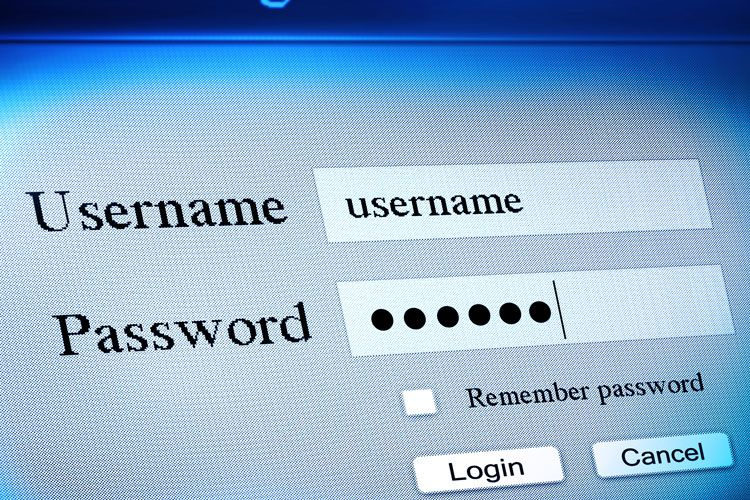 Username username
Password ●●●●●●
Remember password
Login Cancel